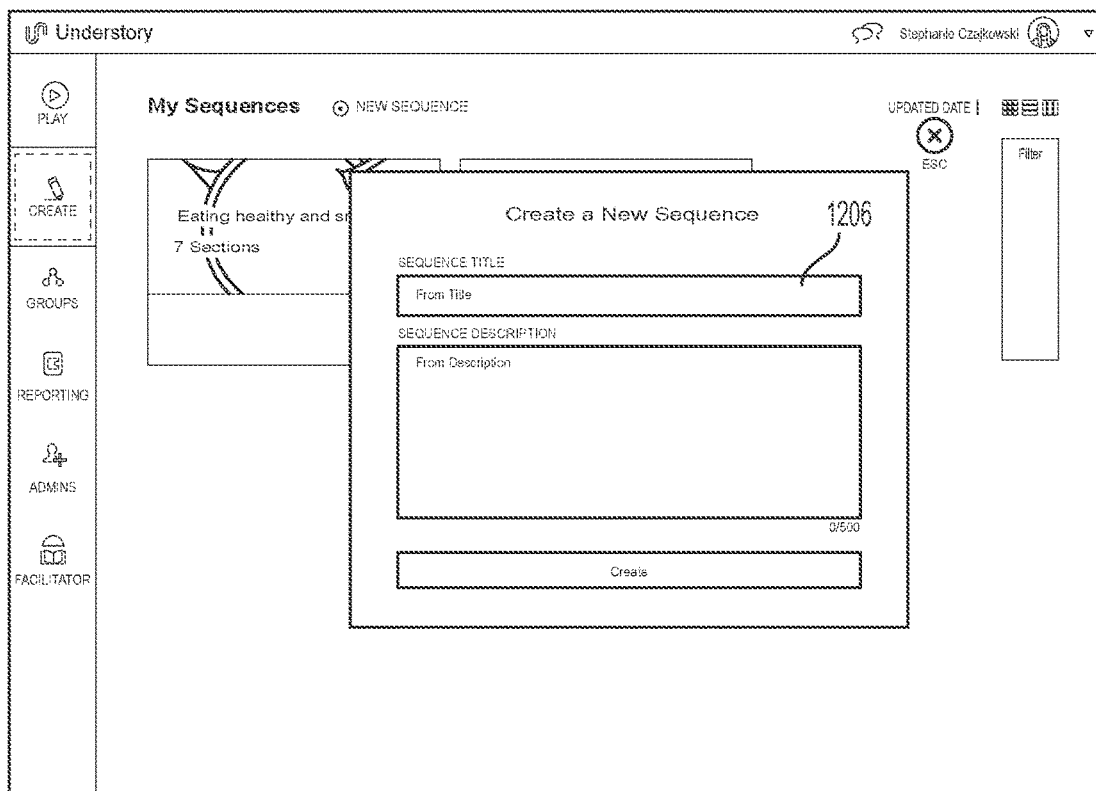 Understory
Stephanie Czajkowski
PLAY
CREATE
GROUPS
REPORTING
ADMINS
FACILITATOR
My Sequences
NEW SEQUENCE
UPDATED DATE
ESC
Filter
Eating healthy and
7 Sections
Create a New Sequence
1206
SEQUENCE TITLE
From Title
SEQUENCE DESCRIPTION
From Description
0/500
Create